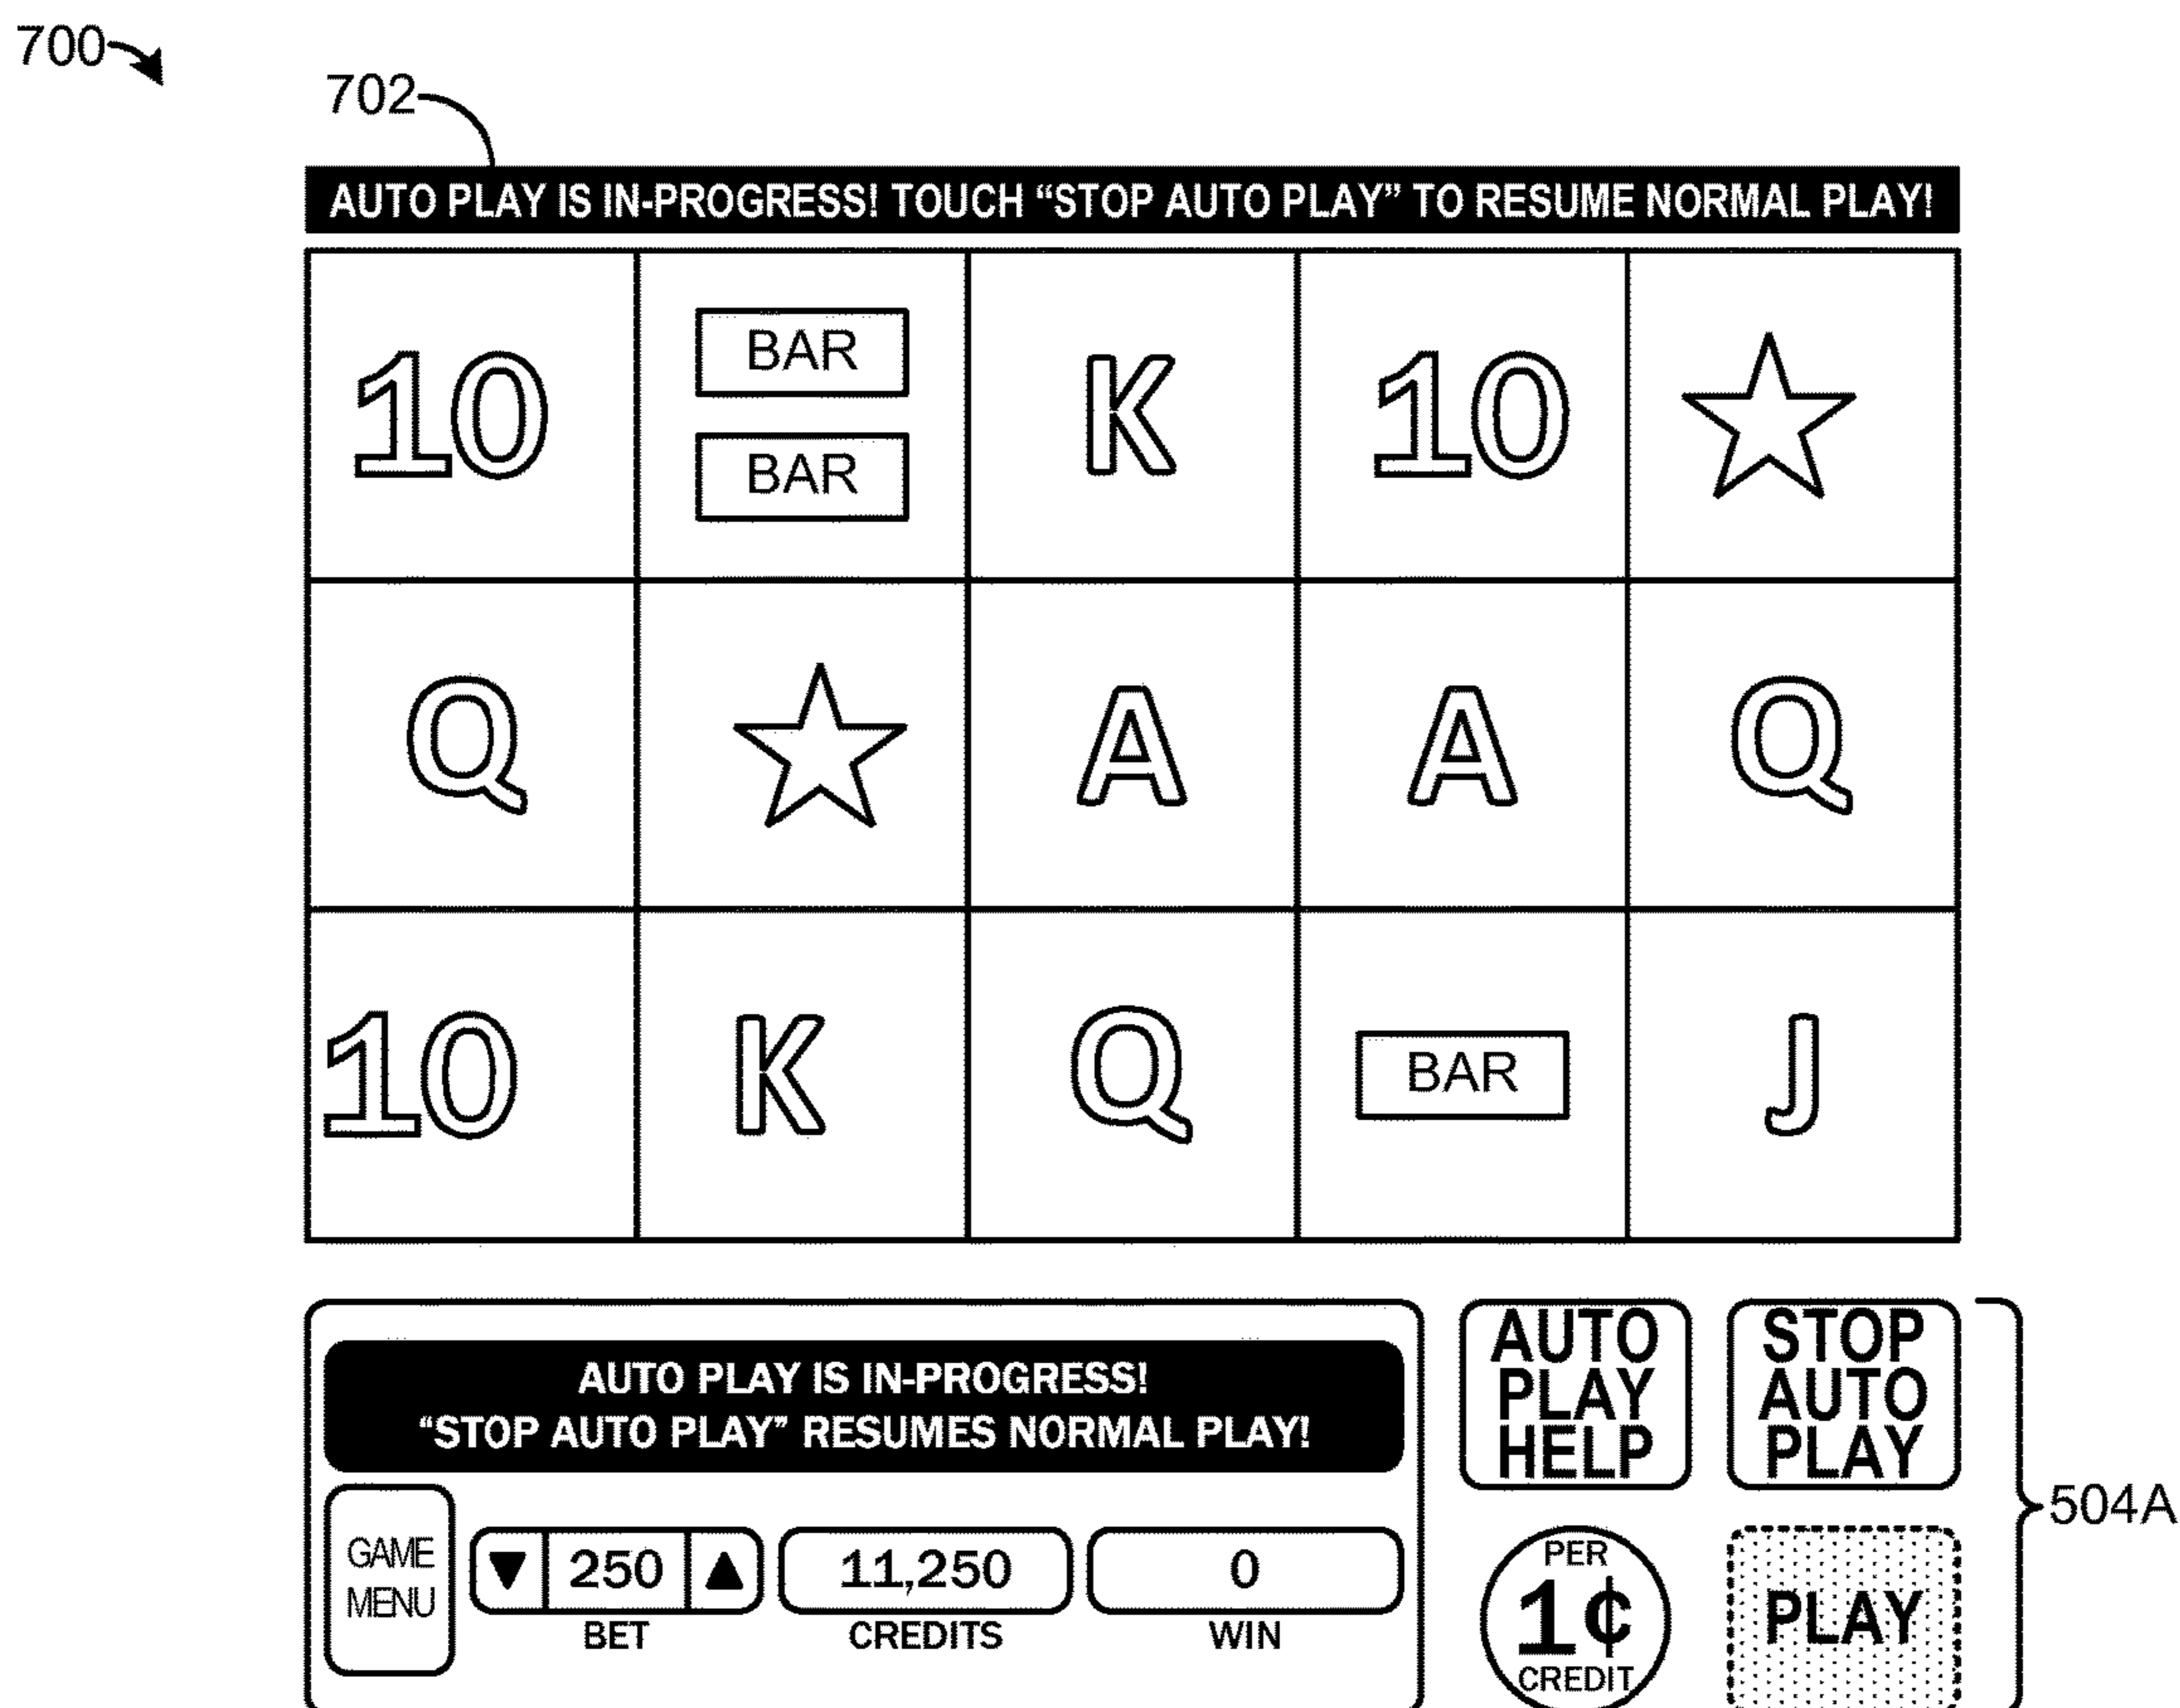 700
702
AUTO PLAY IS IN-PROGRESS! TOUCH “STOP AUTO PLAY” TO RESUME NORMAL PLAY!
10
BAR
BAR
K
10
Q
A
A
Q
10
K
Q
BAR
J
AUTO PLAY IS IN-PROGRESS!
“STOP AUTO PLAY” RESUMES NORMAL PLAY!
GAME
MENU
250
BET
11,250
CREDITS
0
WIN
AUTO
PLAY
HELP
STOP
AUTO
PLAY
PER
1¢
CREDIT
PLAY
504A